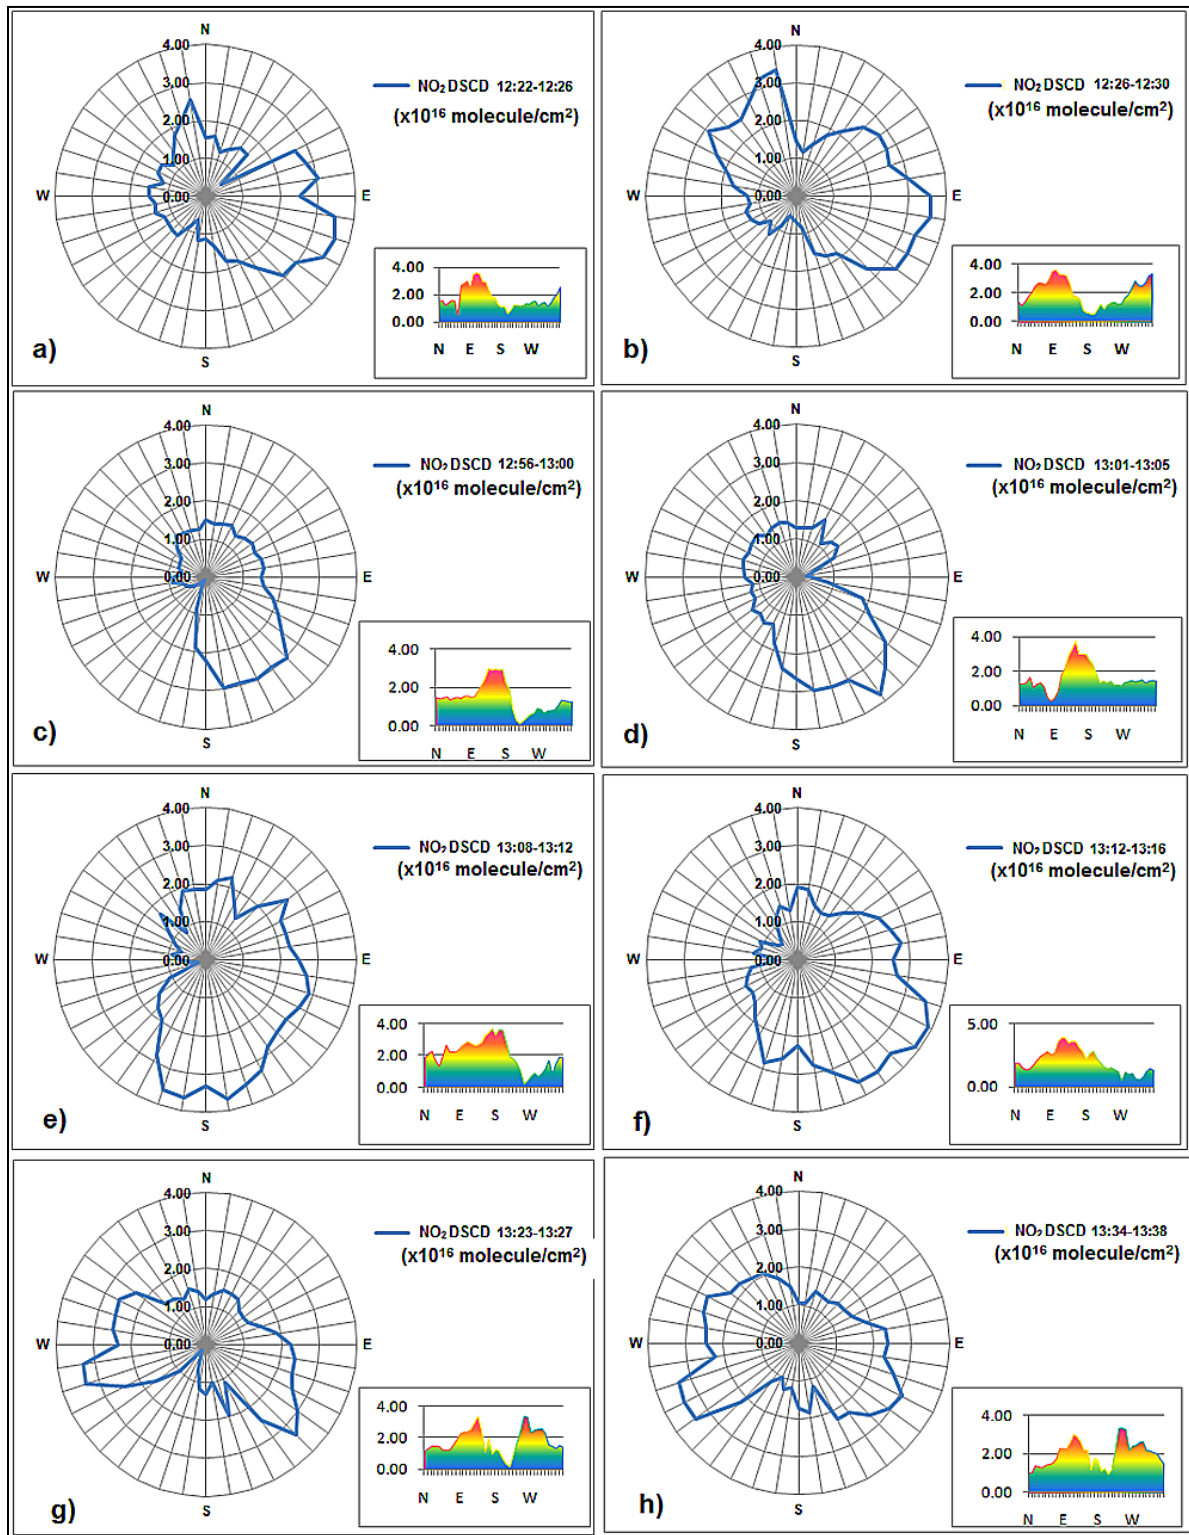 N
4.00
3.00
2.00
1.00
0.00
W
E
S
NO₂ DSCD 12:22-12:26
(x10¹⁶ molecule/cm²)
4.00
2.00
0.00
N E S W
a)
N
4.00
3.00
2.00
1.00
0.00
W
E
S
NO₂ DSCD 12:26-12:30
(x10¹⁶ molecule/cm²)
4.00
2.00
0.00
N E S W
b)
N
4.00
3.00
2.00
1.00
0.00
W
E
S
NO₂ DSCD 12:56-13:00
(x10¹⁶ molecule/cm²)
4.00
2.00
0.00
N E S W
c)
N
4.00
3.00
2.00
1.00
0.00
W
E
S
NO₂ DSCD 13:01-13:05
(x10¹⁶ molecule/cm²)
4.00
2.00
0.00
N E S W
d)
N
4.00
3.00
2.00
1.00
0.00
W
E
S
NO₂ DSCD 13:08-13:12
(x10¹⁶ molecule/cm²)
4.00
2.00
0.00
N E S W
e)
N
4.00
3.00
2.00
1.00
0.00
W
E
S
NO₂ DSCD 13:12-13:16
(x10¹⁶ molecule/cm²)
5.00
0.00
N E S W
f)
N
4.00
3.00
2.00
1.00
0.00
W
E
S
NO₂ DSCD 13:23-13:27
(x10¹⁶ molecule/cm²)
4.00
2.00
0.00
N E S W
g)
N
4.00
3.00
2.00
1.00
0.00
W
E
S
NO₂ DSCD 13:34-13:38
(x10¹⁶ molecule/cm²)
4.00
2.00
0.00
N E S W
h)